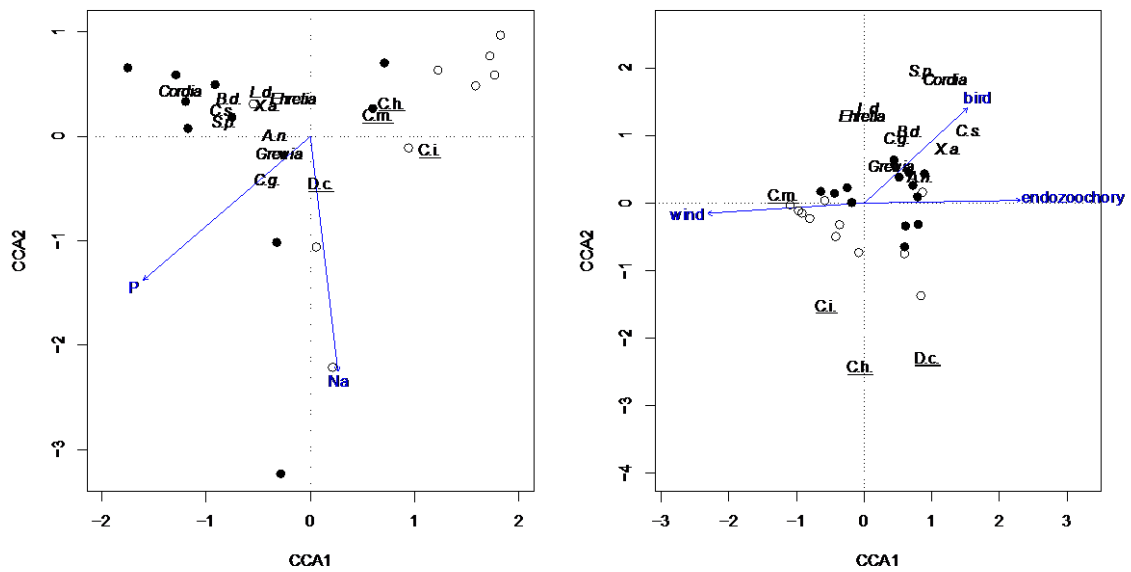 1
0
−1
−2
−3
CCA2
−2
−1
0
1
2
CCA1
Cordia
L.d.
Ehretia
B.d.
X.a.
C.s.
S.p.
C.h.
C.m.
A.n.
Grewia
C.i.
C.g.
D.c.
P
Na
2
1
0
−1
−2
−3
−4
CCA2
−3
−2
−1
0
1
2
3
CCA1
S.p.
Cordia
bird
L.d.
Ehretia
B.d.
C.s.
C.g.
X.a.
Grewia
A.n.
C.m.
endozoochory
wind
C.i.
C.h.
D.c.